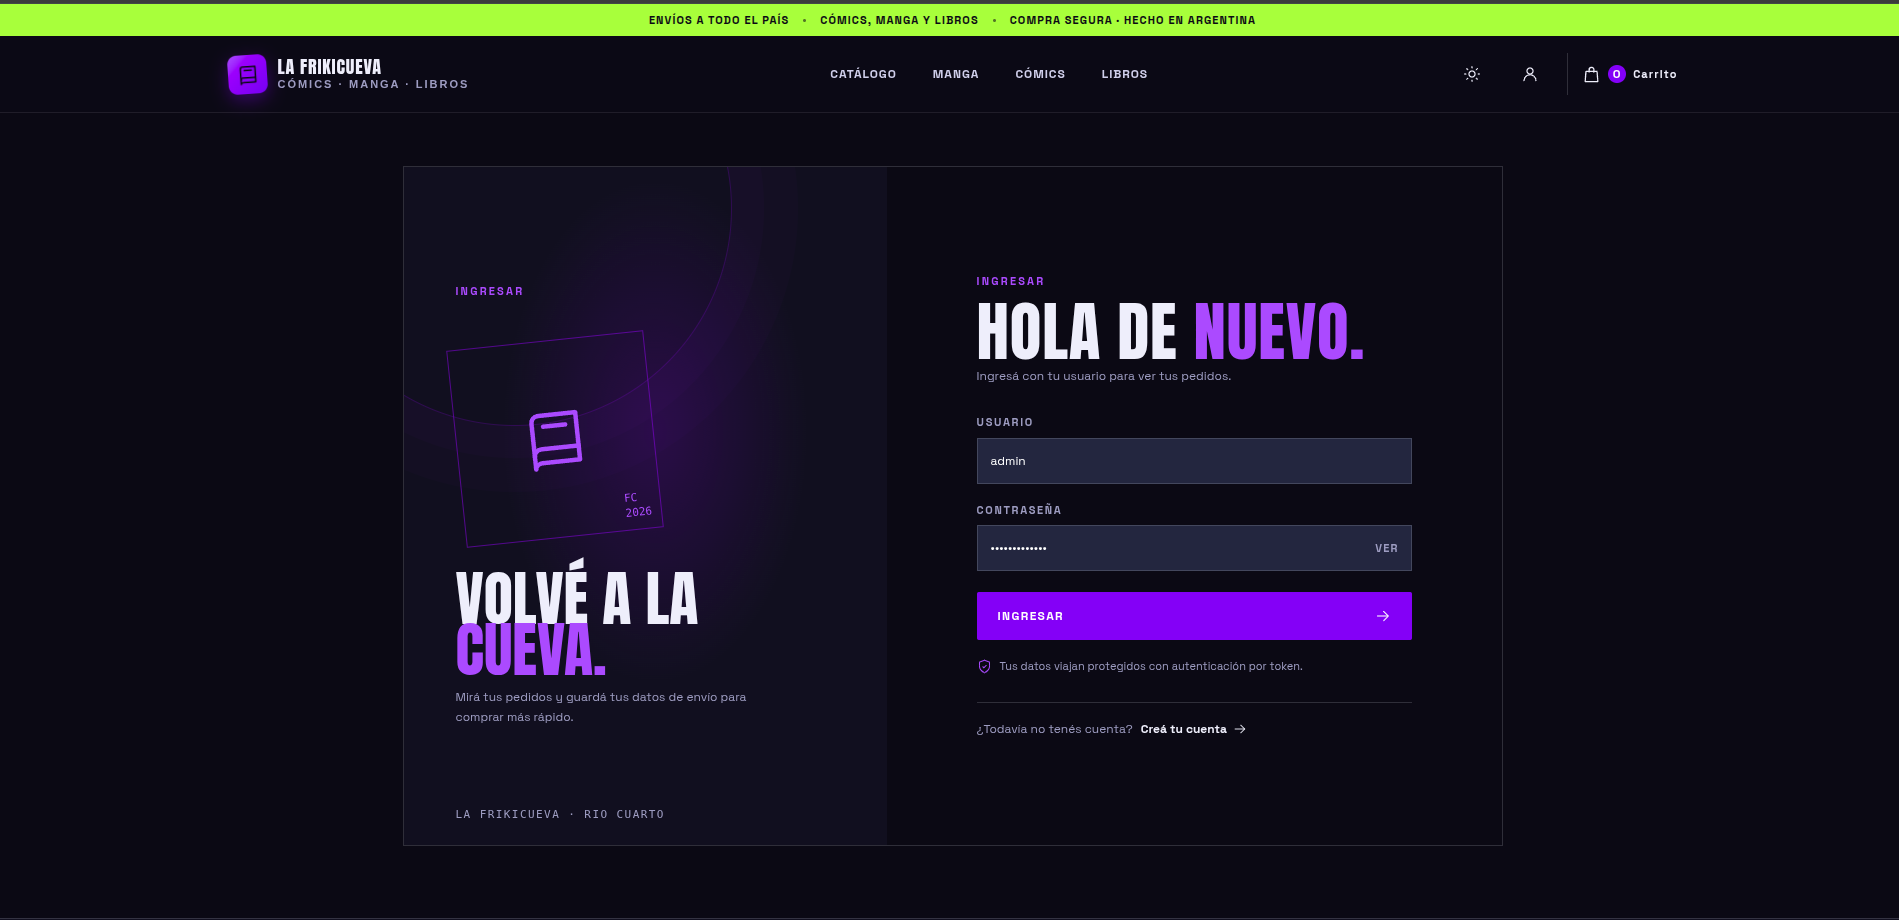 ENVÍOS A TODO EL PAÍS • CÓMICS, MANGA Y LIBROS • COMPRA SEGURA · HECHO EN ARGENTINA
LA FRIKICUEVA
CÓMICS · MANGA · LIBROS
CATÁLOGO MANGA CÓMICS LIBROS
0 Carrito
INGRESAR
FC
2026
VOLVÉ A LA
CUEVA.
Mirá tus pedidos y guardá tus datos de envío para
comprar más rápido.
LA FRIKICUEVA · RIO CUARTO
INGRESAR
HOLA DE NUEVO.
Ingresá con tu usuario para ver tus pedidos.
USUARIO
admin
CONTRASEÑA
•••••••••••••
VER
INGRESAR →
Tus datos viajan protegidos con autenticación por token.
¿Todavía no tenés cuenta? Creá tu cuenta →